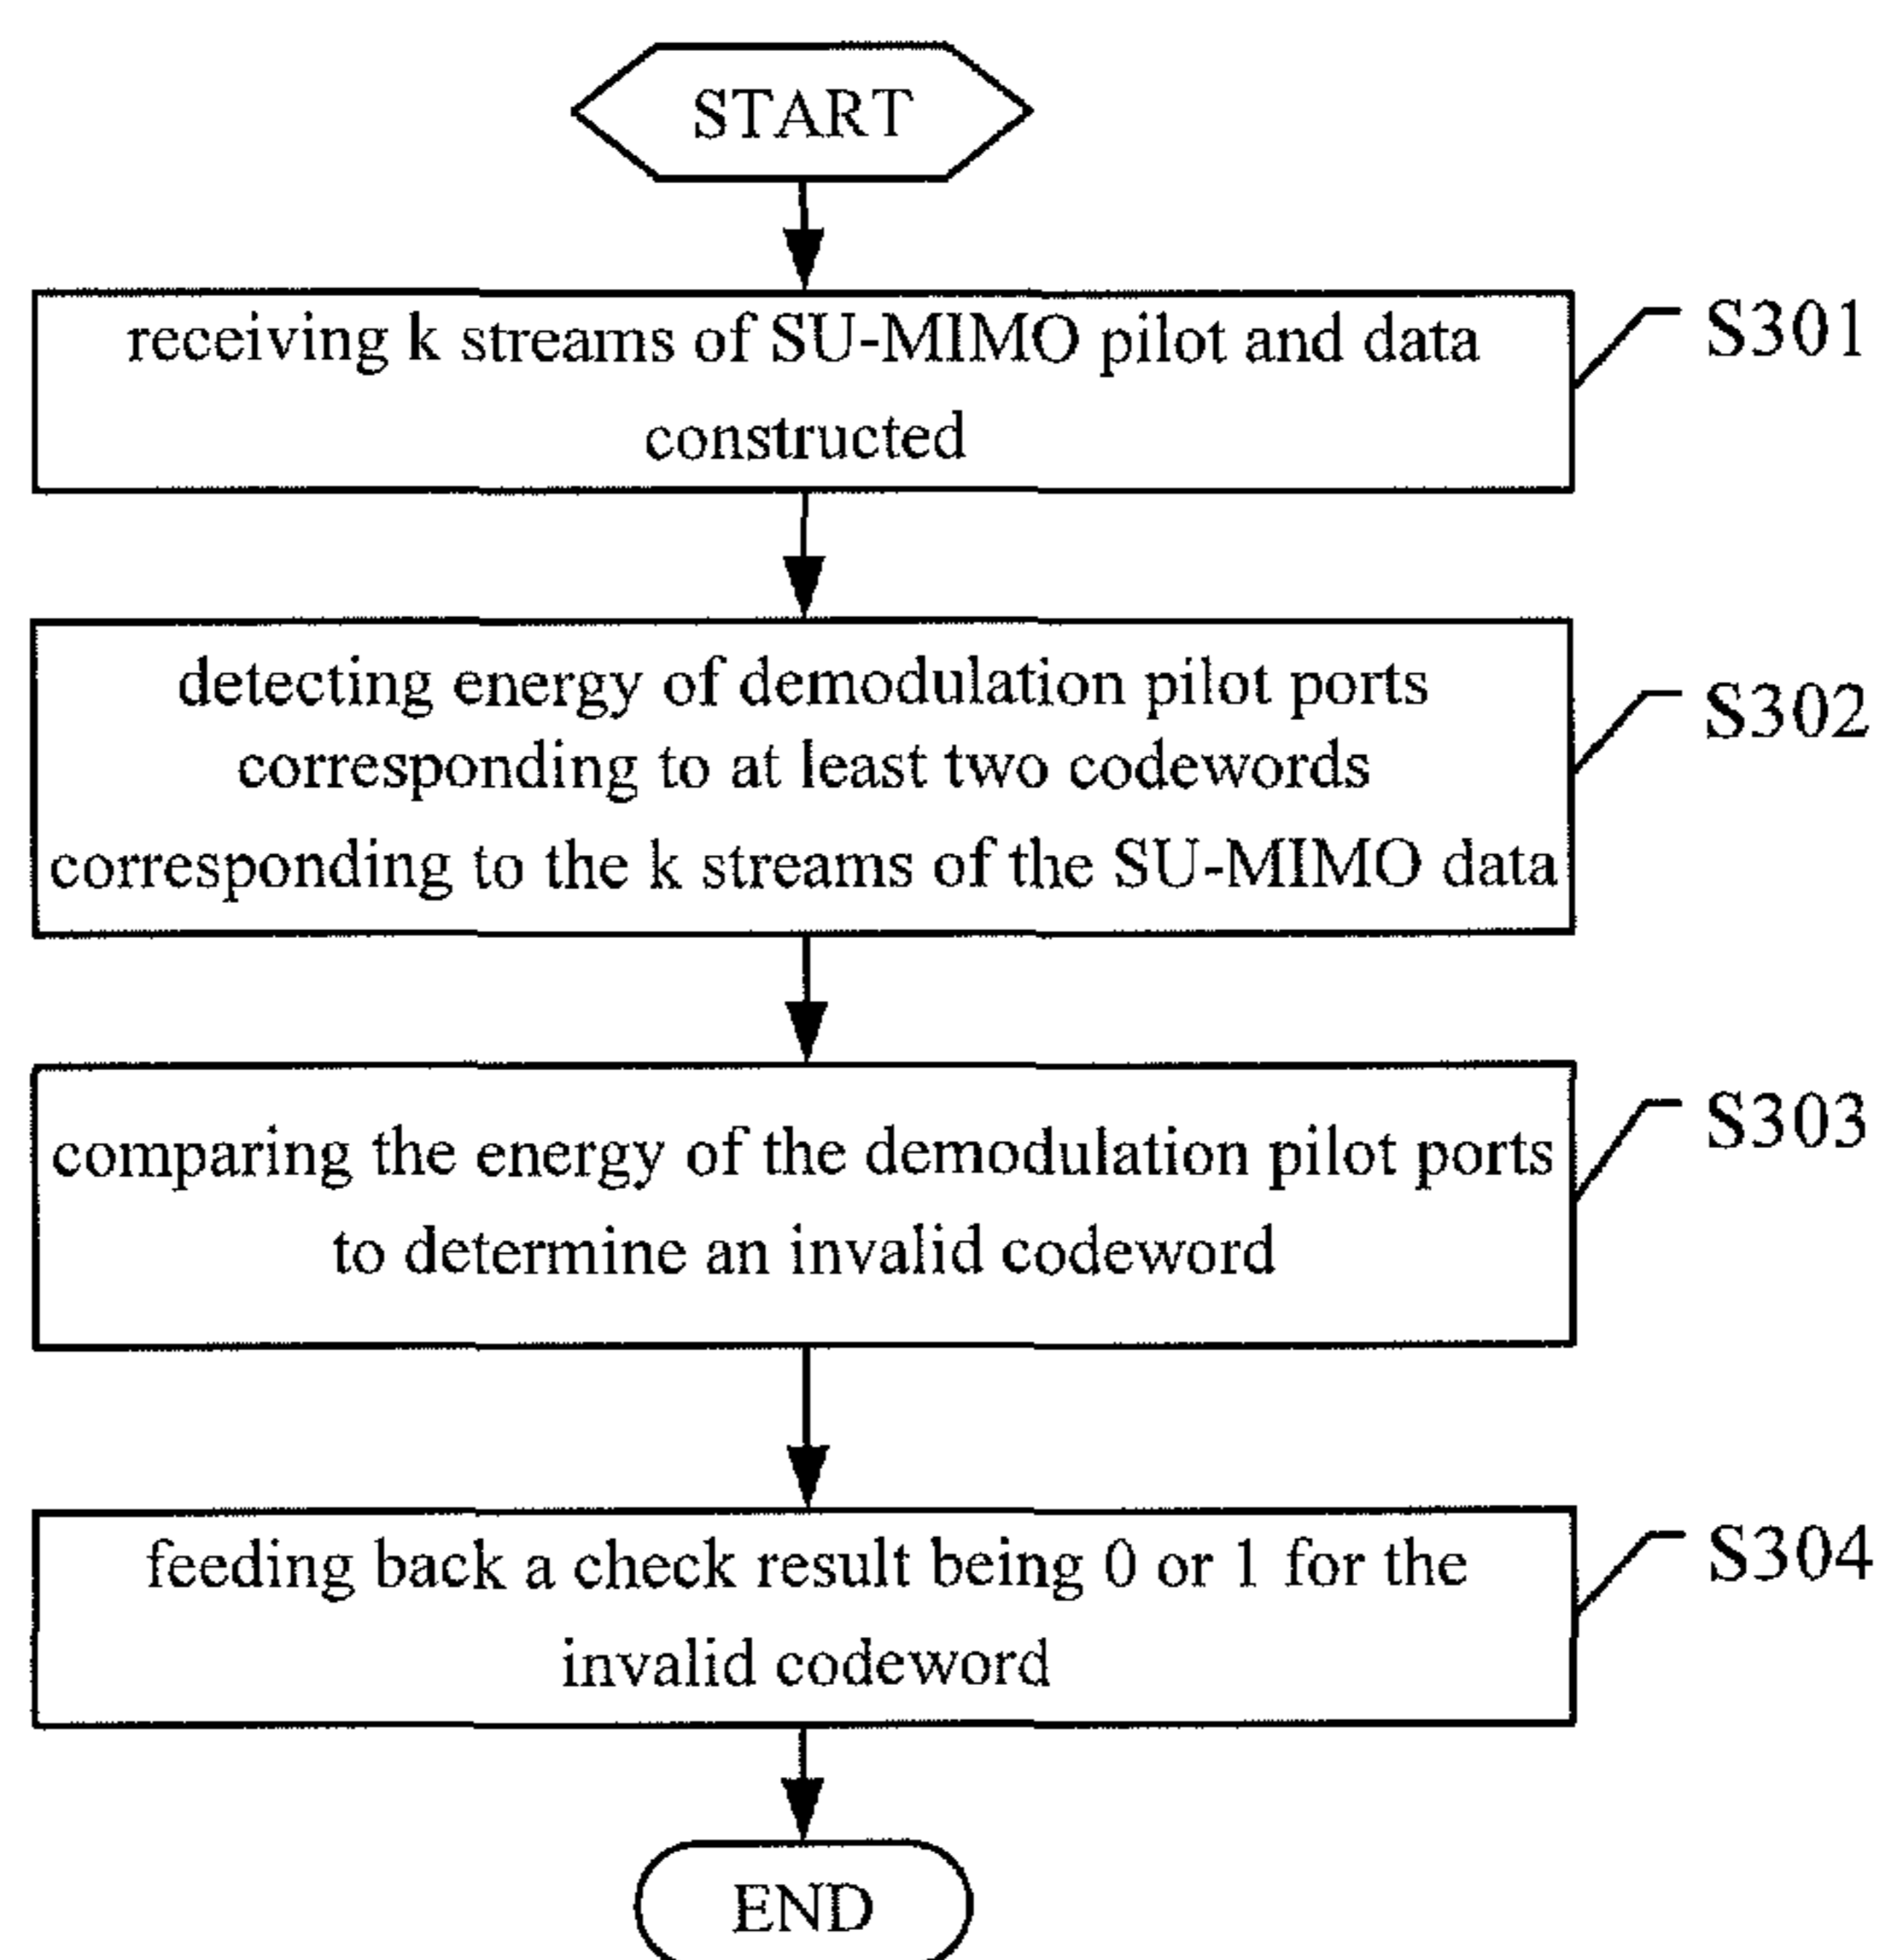 START
receiving k streams of SU-MIMO pilot and data
constructed
S301
detecting energy of demodulation pilot ports
corresponding to at least two codewords
corresponding to the k streams of the SU-MIMO data
S302
comparing the energy of the demodulation pilot ports
to determine an invalid codeword
S303
feeding back a check result being 0 or 1 for the
invalid codeword
S304
END